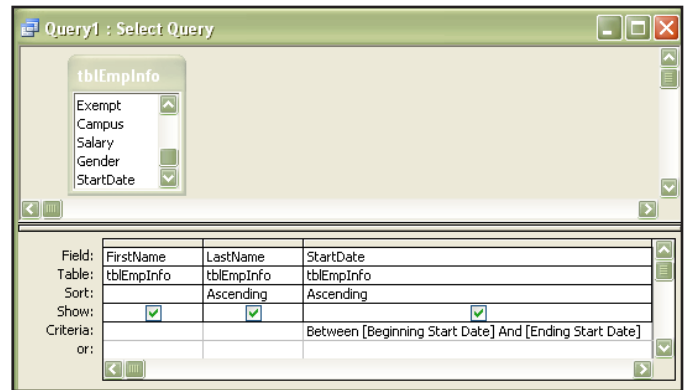 Query1 : Select Query
tblEmpInfo
Exempt
Campus
Salary
Gender
StartDate
Field: FirstName LastName StartDate
Table: tblEmpInfo tblEmpInfo tblEmpInfo
Sort: Ascending Ascending
Show:
Criteria: Between [Beginning Start Date] And [Ending Start Date]
or: